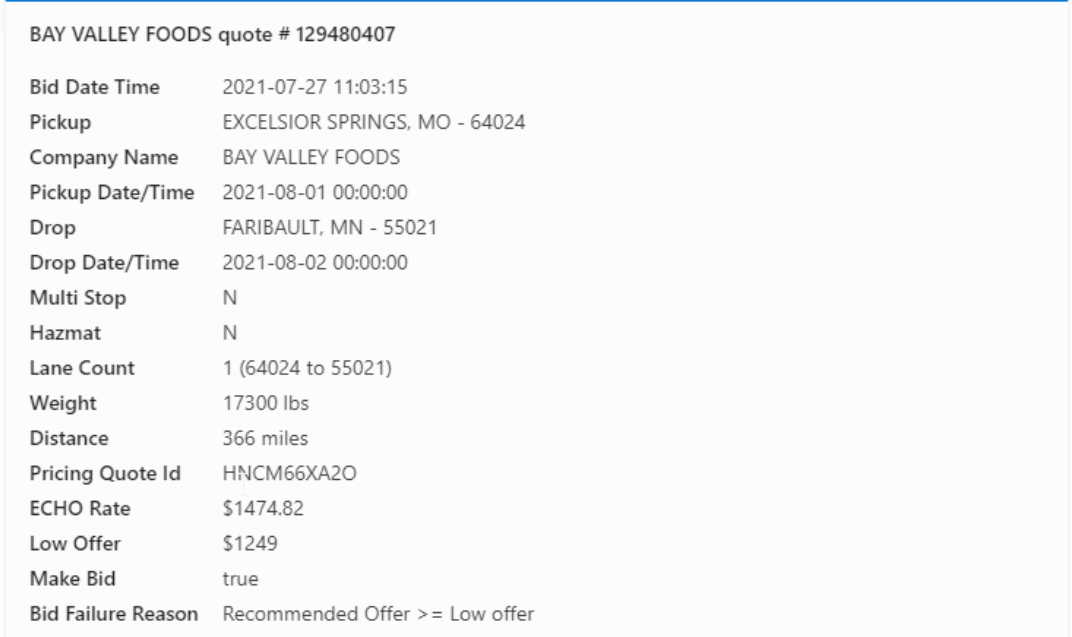 BAY VALLEY FOODS quote # 129480407
Bid Date Time 2021-07-27 11:03:15
Pickup EXCELSIOR SPRINGS, MO - 64024
Company Name BAY VALLEY FOODS
Pickup Date/Time 2021-08-01 00:00:00
Drop FARIBAULT, MN - 55021
Drop Date/Time 2021-08-02 00:00:00
Multi Stop N
Hazmat N
Lane Count 1 (64024 to 55021)
Weight 17300 lbs
Distance 366 miles
Pricing Quote Id HNCM66XA2O
ECHO Rate $1474.82
Low Offer $1249
Make Bid true
Bid Failure Reason Recommended Offer >= Low offer